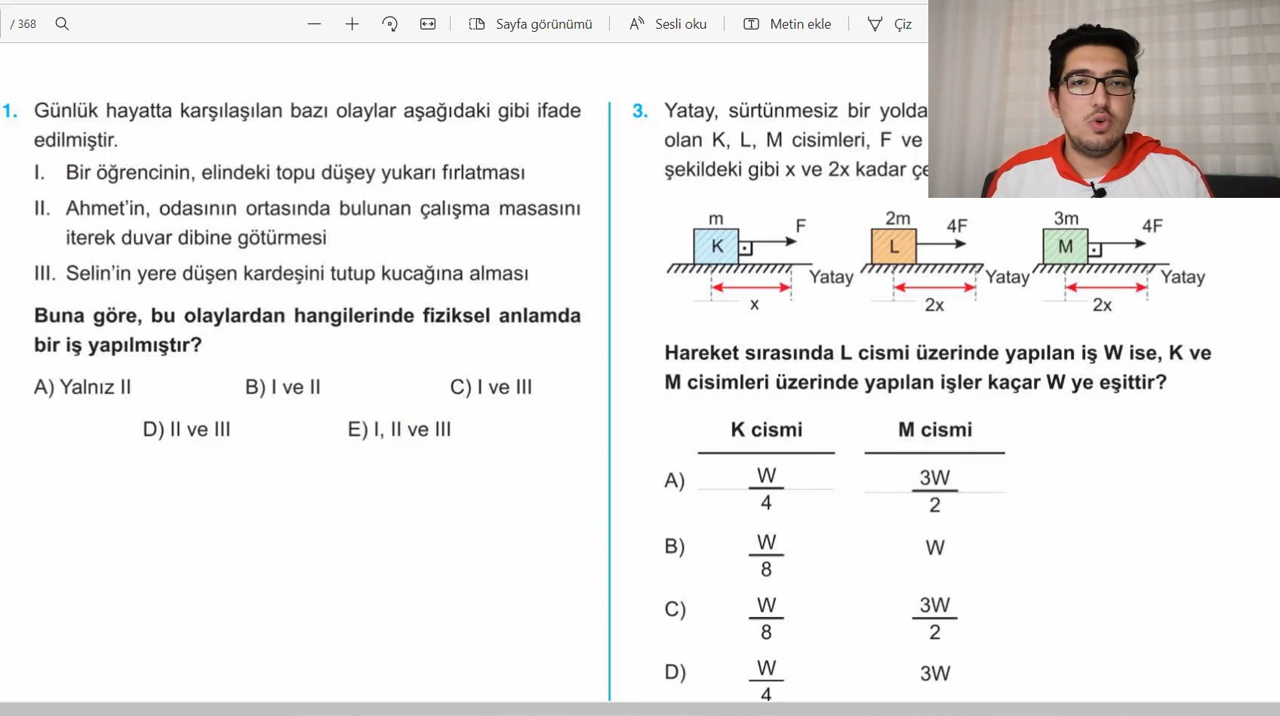 / 368
Sayfa görünümü
Sesli oku
Metin ekle
Çiz
1. Günlük hayatta karşılaşılan bazı olaylar aşağıdaki gibi ifade
edilmiştir.
I. Bir öğrencinin, elindeki topu düşey yukarı fırlatması
II. Ahmet'in, odasının ortasında bulunan çalışma masasını
iterek duvar dibine götürmesi
III. Selin'in yere düşen kardeşini tutup kucağına alması
Buna göre, bu olaylardan hangilerinde fiziksel anlamda
bir iş yapılmıştır?
A) Yalnız II B) I ve II C) I ve III
D) II ve III E) I, II ve III
3. Yatay, sürtünmesiz bir yolda
olan K, L, M cisimleri, F ve
şekildeki gibi x ve 2x kadar çe
m F 2m 4F 3m 4F
K L M
Yatay Yatay Yatay
x 2x 2x
Hareket sırasında L cismi üzerinde yapılan iş W ise, K ve
M cisimleri üzerinde yapılan işler kaçar W ye eşittir?
K cismi M cismi
A) W/4 3W/2
B) W/8 W
C) W/8 3W/2
D) W/4 3W